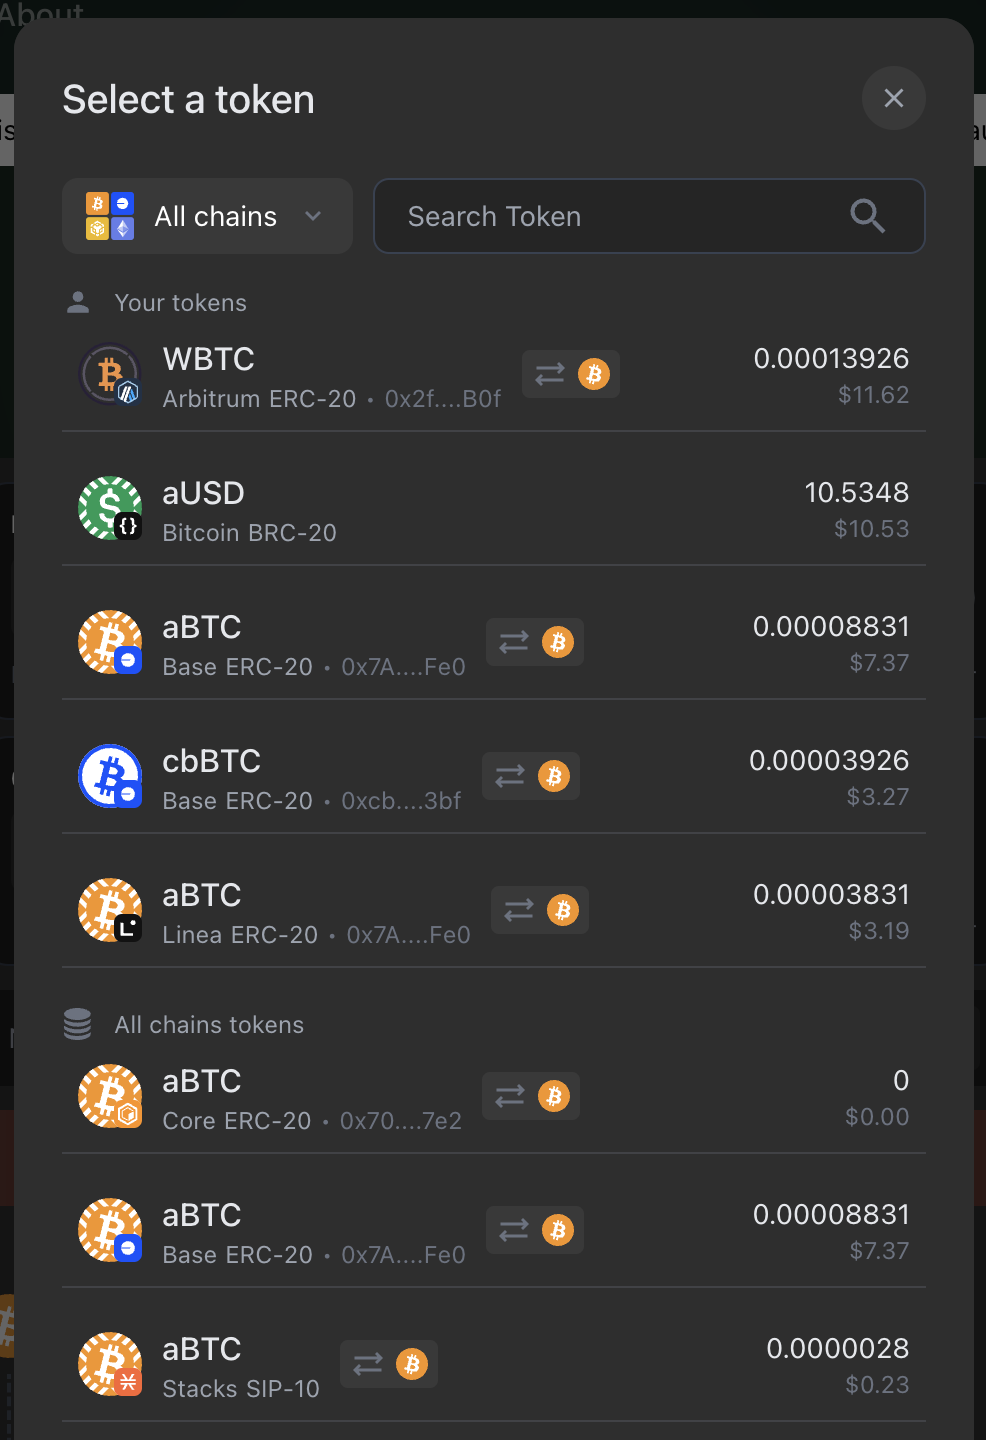 About
Select a token
All chains
Search Token
Your tokens
WBTC
0.00013926
Arbitrum ERC-20 • 0x2f....B0f
$11.62
aUSD
10.5348
Bitcoin BRC-20
$10.53
aBTC
0.00008831
Base ERC-20 • 0x7A....Fe0
$7.37
cbBTC
0.00003926
Base ERC-20 • 0xcb....3bf
$3.27
aBTC
0.00003831
Linea ERC-20 • 0x7A....Fe0
$3.19
All chains tokens
aBTC
0
Core ERC-20 • 0x70....7e2
$0.00
aBTC
0.00008831
Base ERC-20 • 0x7A....Fe0
$7.37
aBTC
0.0000028
Stacks SIP-10
$0.23